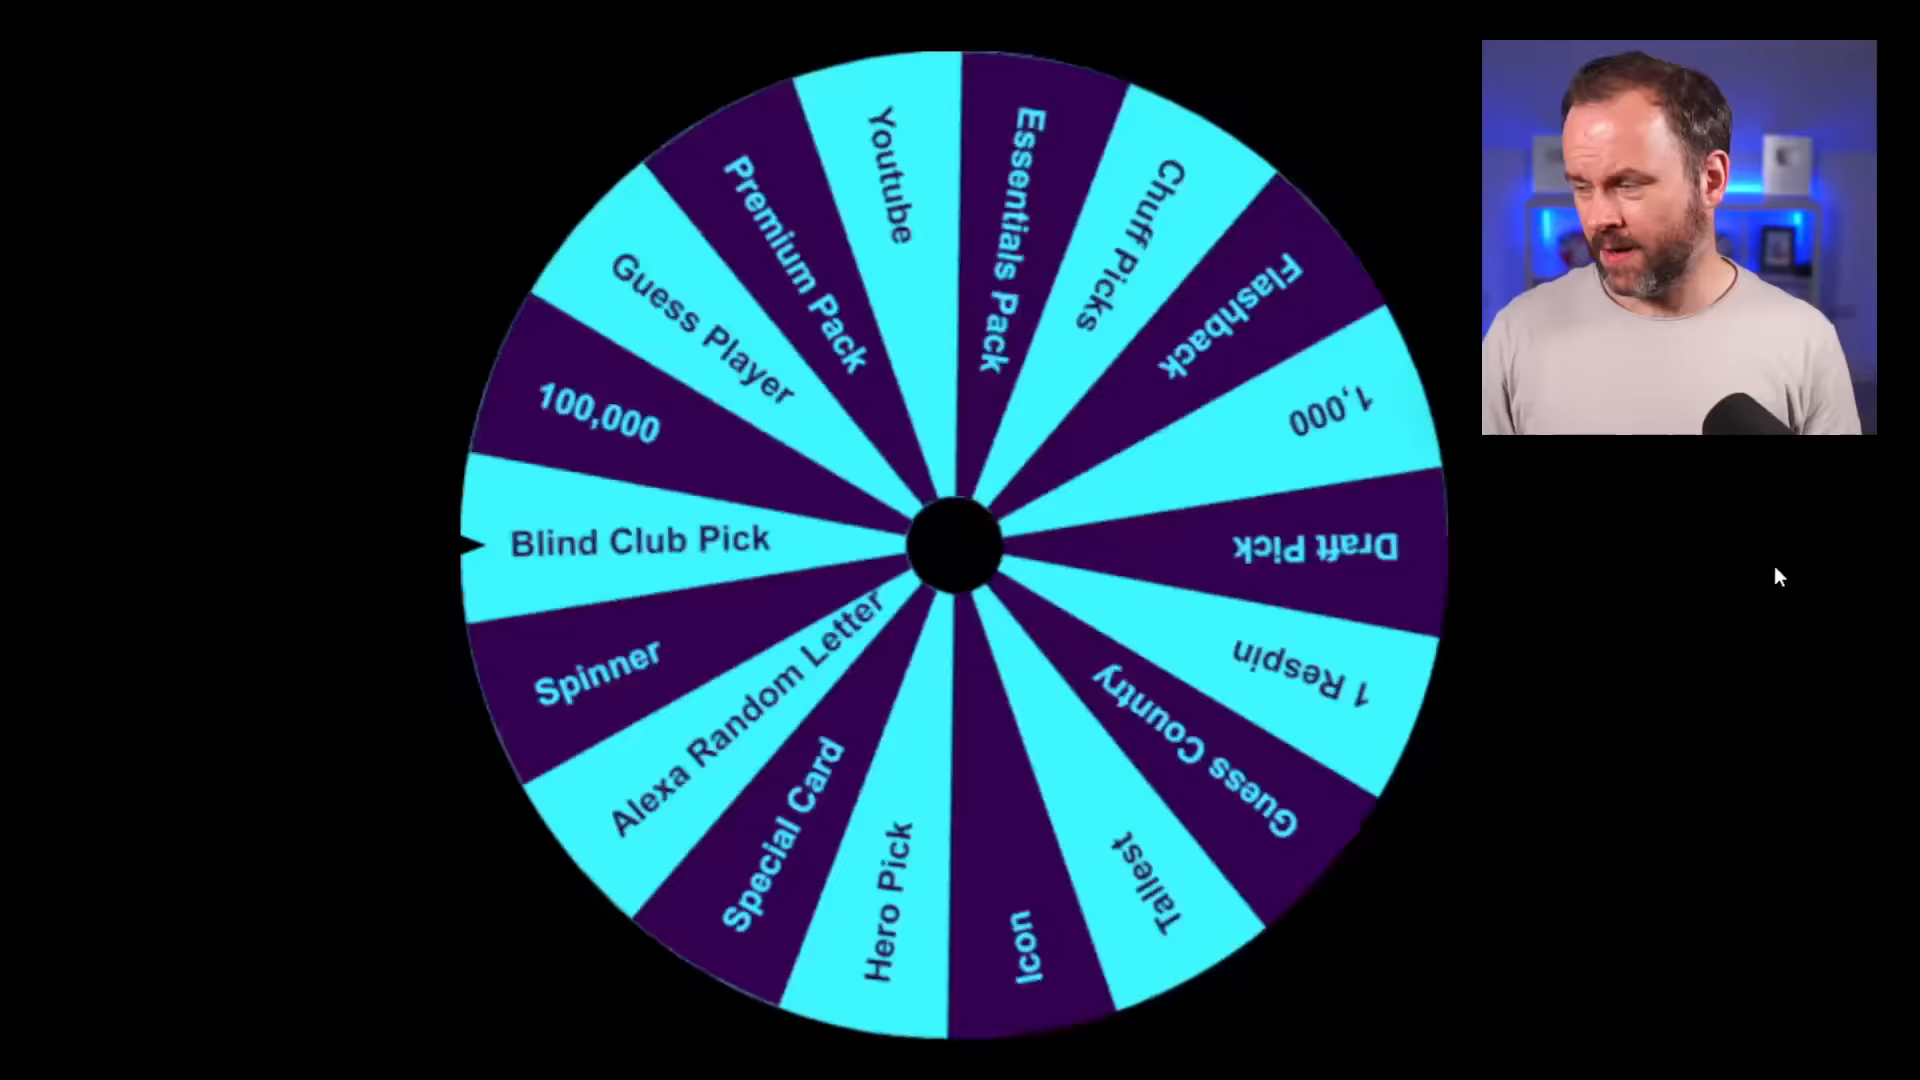 Youtube
Essentials Pack
Chuff Picks
Flashback
1,000
Draft Pick
1 Respin
Guess Country
Tallest
Icon
Hero Pick
Special Card
Alexa Random Letter
Spinner
Blind Club Pick
100,000
Guess Player
Premium Pack